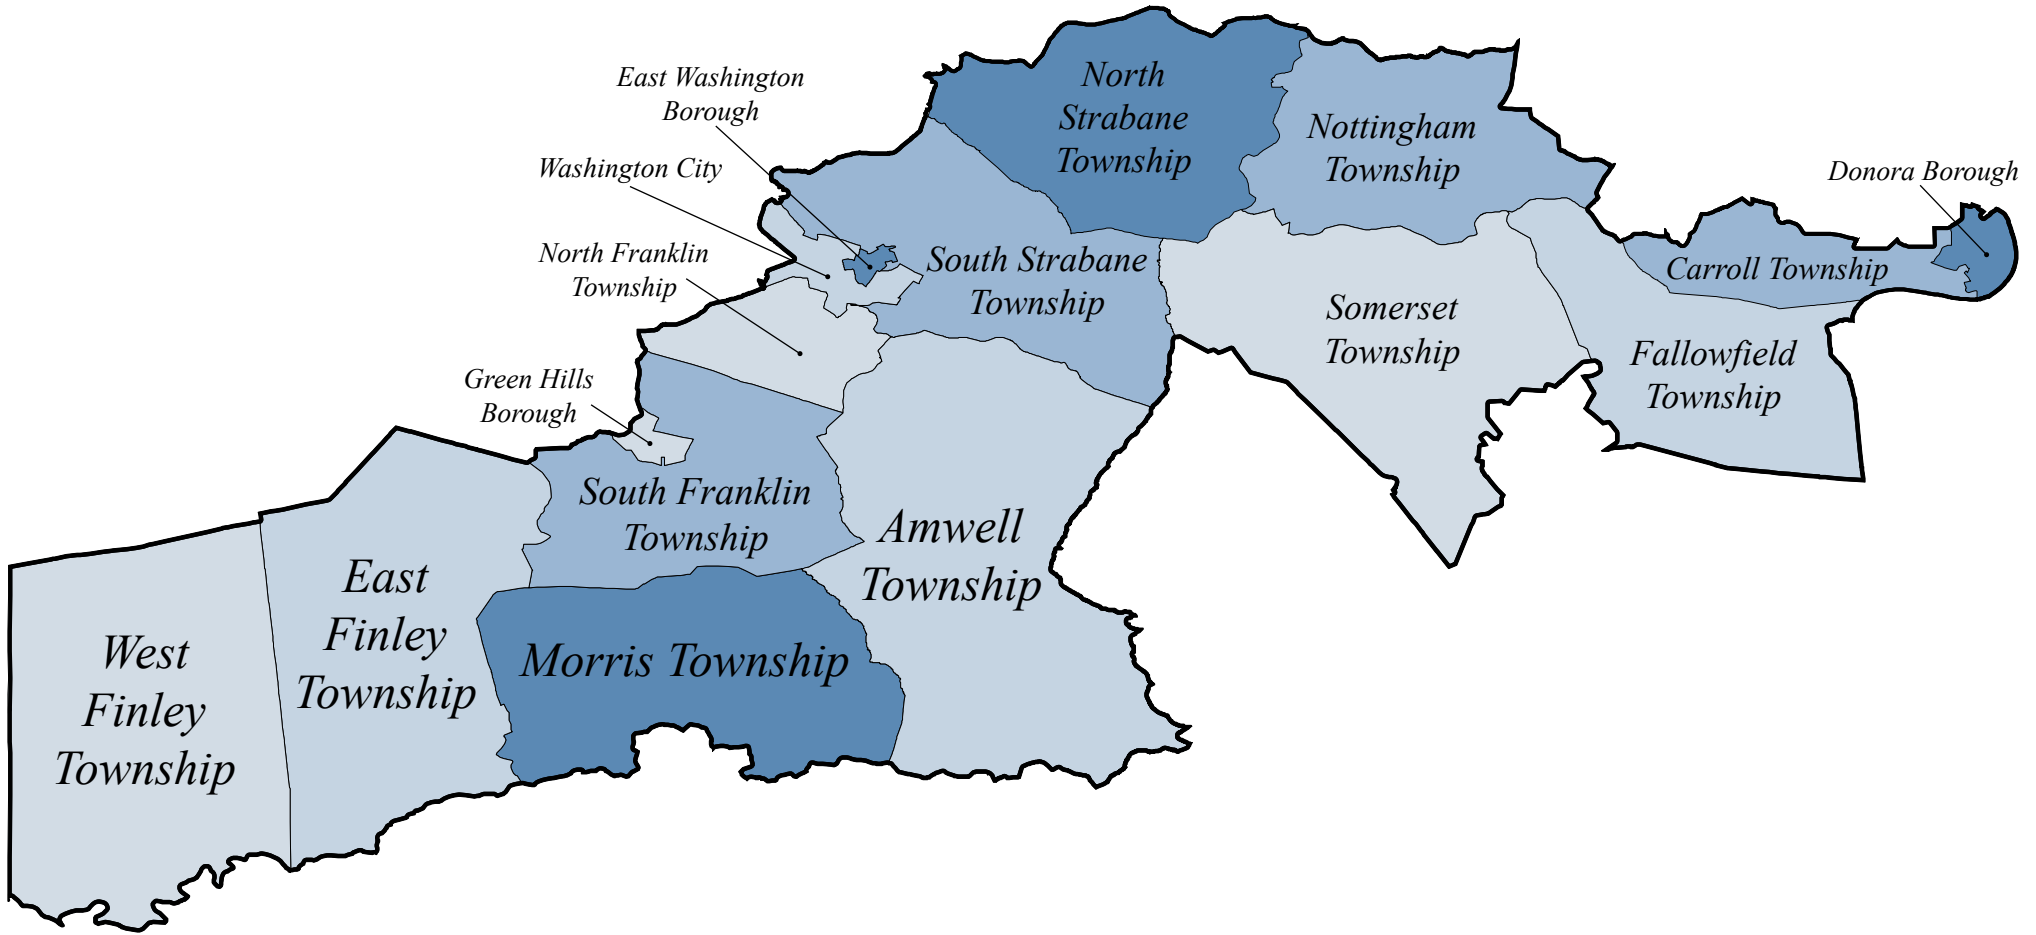 East Washington
Borough
Washington City
North Franklin
Township
Green Hills
Borough
North
Strabane
Township
Nottingham
Township
Donora Borough
South Strabane
Township
Carroll Township
Somerset
Township
Fallowfield
Township
South Franklin
Township
Amwell
Township
East
Finley
Township
West
Finley
Township
Morris Township